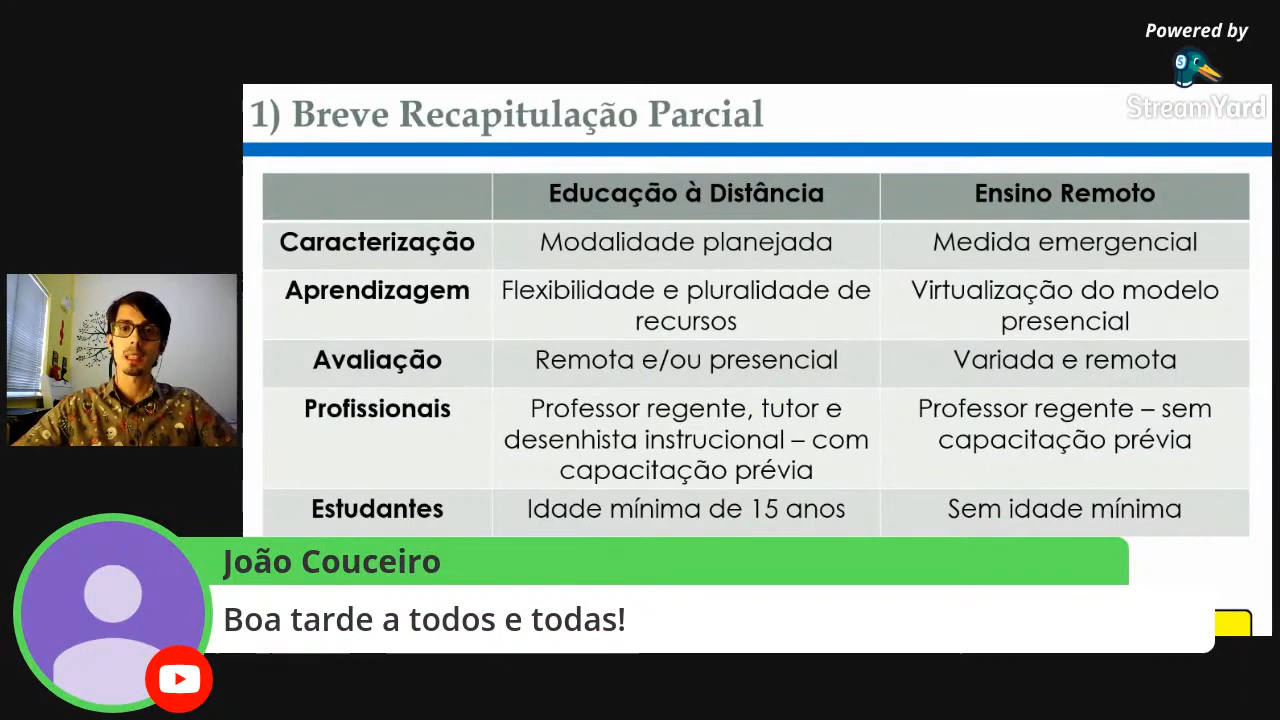 Powered by
StreamYard
1) Breve Recapitulação Parcial
Educação à Distância
Ensino Remoto
Caracterização
Modalidade planejada
Medida emergencial
Aprendizagem
Flexibilidade e pluralidade de
recursos
Virtualização do modelo
presencial
Avaliação
Remota e/ou presencial
Variada e remota
Profissionais
Professor regente, tutor e
desenhista instrucional – com
capacitação prévia
Professor regente – sem
capacitação prévia
Estudantes
Idade mínima de 15 anos
Sem idade mínima
João Couceiro
Boa tarde a todos e todas!